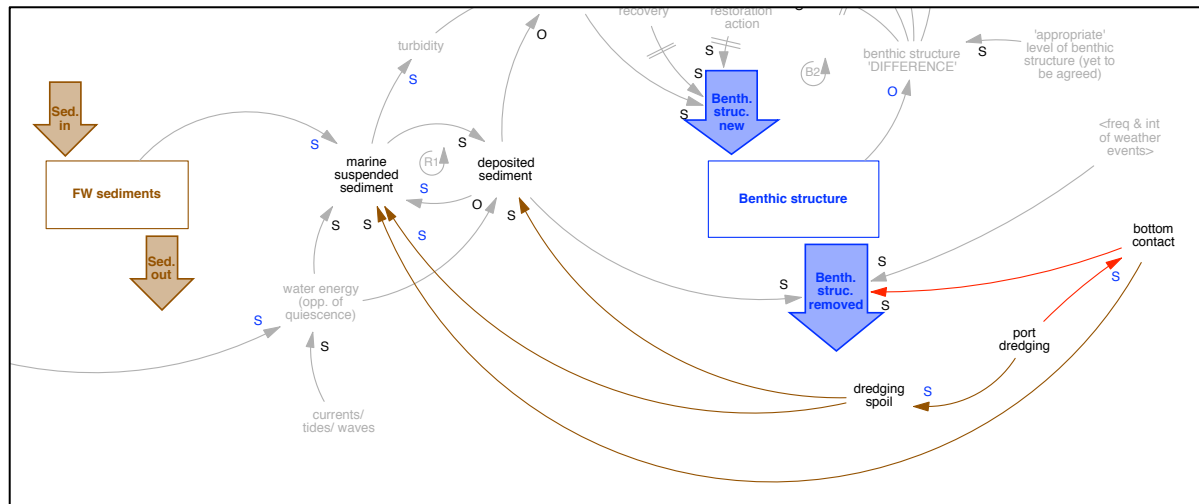 recovery
restoration
action
O
turbidity
S
S
S
B2
benthic structure
'DIFFERENCE'
S
'appropriate'
level of benthic
structure (yet to
be agreed)
O
Sed.
in
S
S
Benth.
struc.
new
<freq & int
of weather
events>
S
S
marine
suspended
sediment
R1
S
deposited
sediment
FW sediments
Benthic structure
O
S
S
S
S
bottom
contact
Sed.
out
S
S
Benth.
struc.
removed
S
S
water energy
(opp. of
quiescence)
S
S
port
dredging
dredging
spoil
S
currents/
tides/ waves